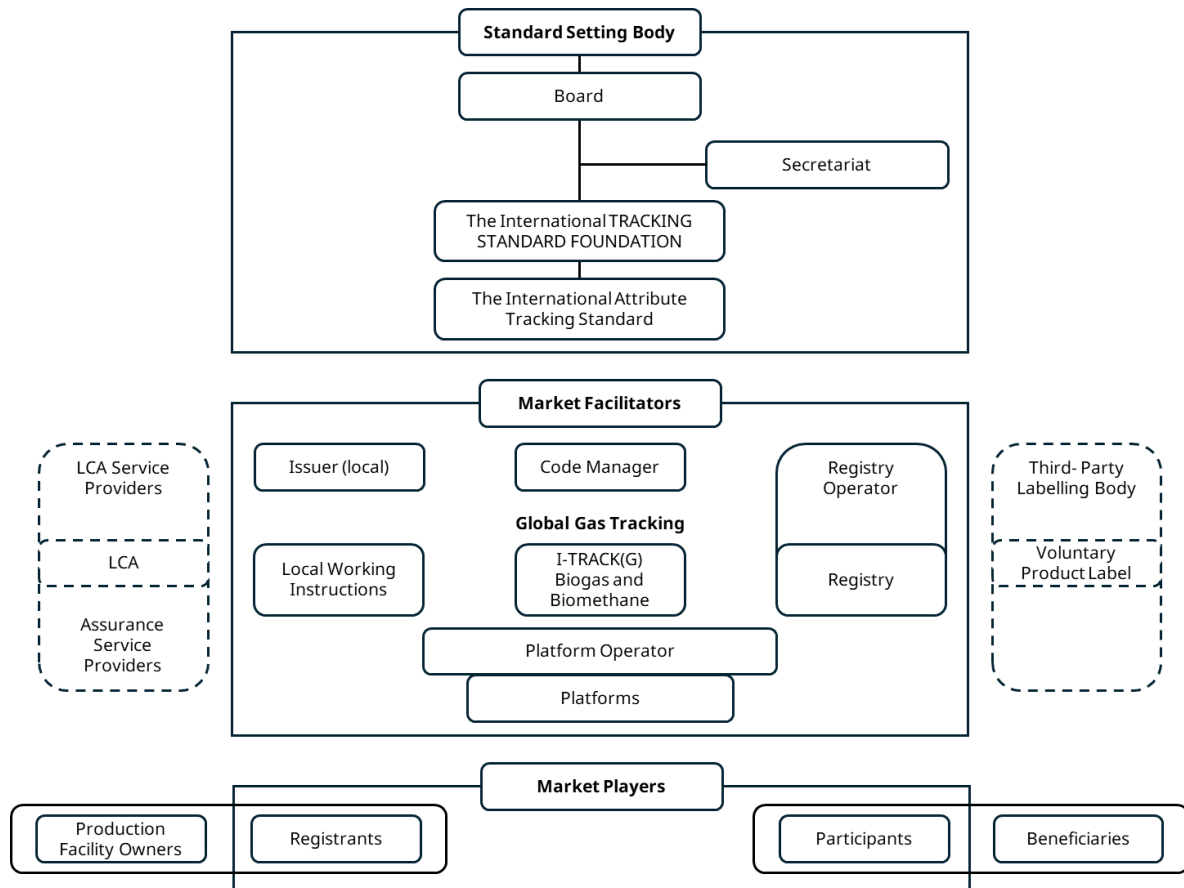 Standard Setting Body
Board
Secretariat
The International TRACKING
STANDARD FOUNDATION
The International Attribute
Tracking Standard
Market Facilitators
LCA Service
Providers
LCA
Assurance
Service
Providers
Issuer (local)
Code Manager
Registry
Operator
Global Gas Tracking
Local Working
Instructions
I-TRACK(G)
Biogas and
Biomethane
Registry
Platform Operator
Platforms
Third- Party
Labelling Body
Voluntary
Product Label
Market Players
Production
Facility Owners
Registrants
Participants
Beneficiaries